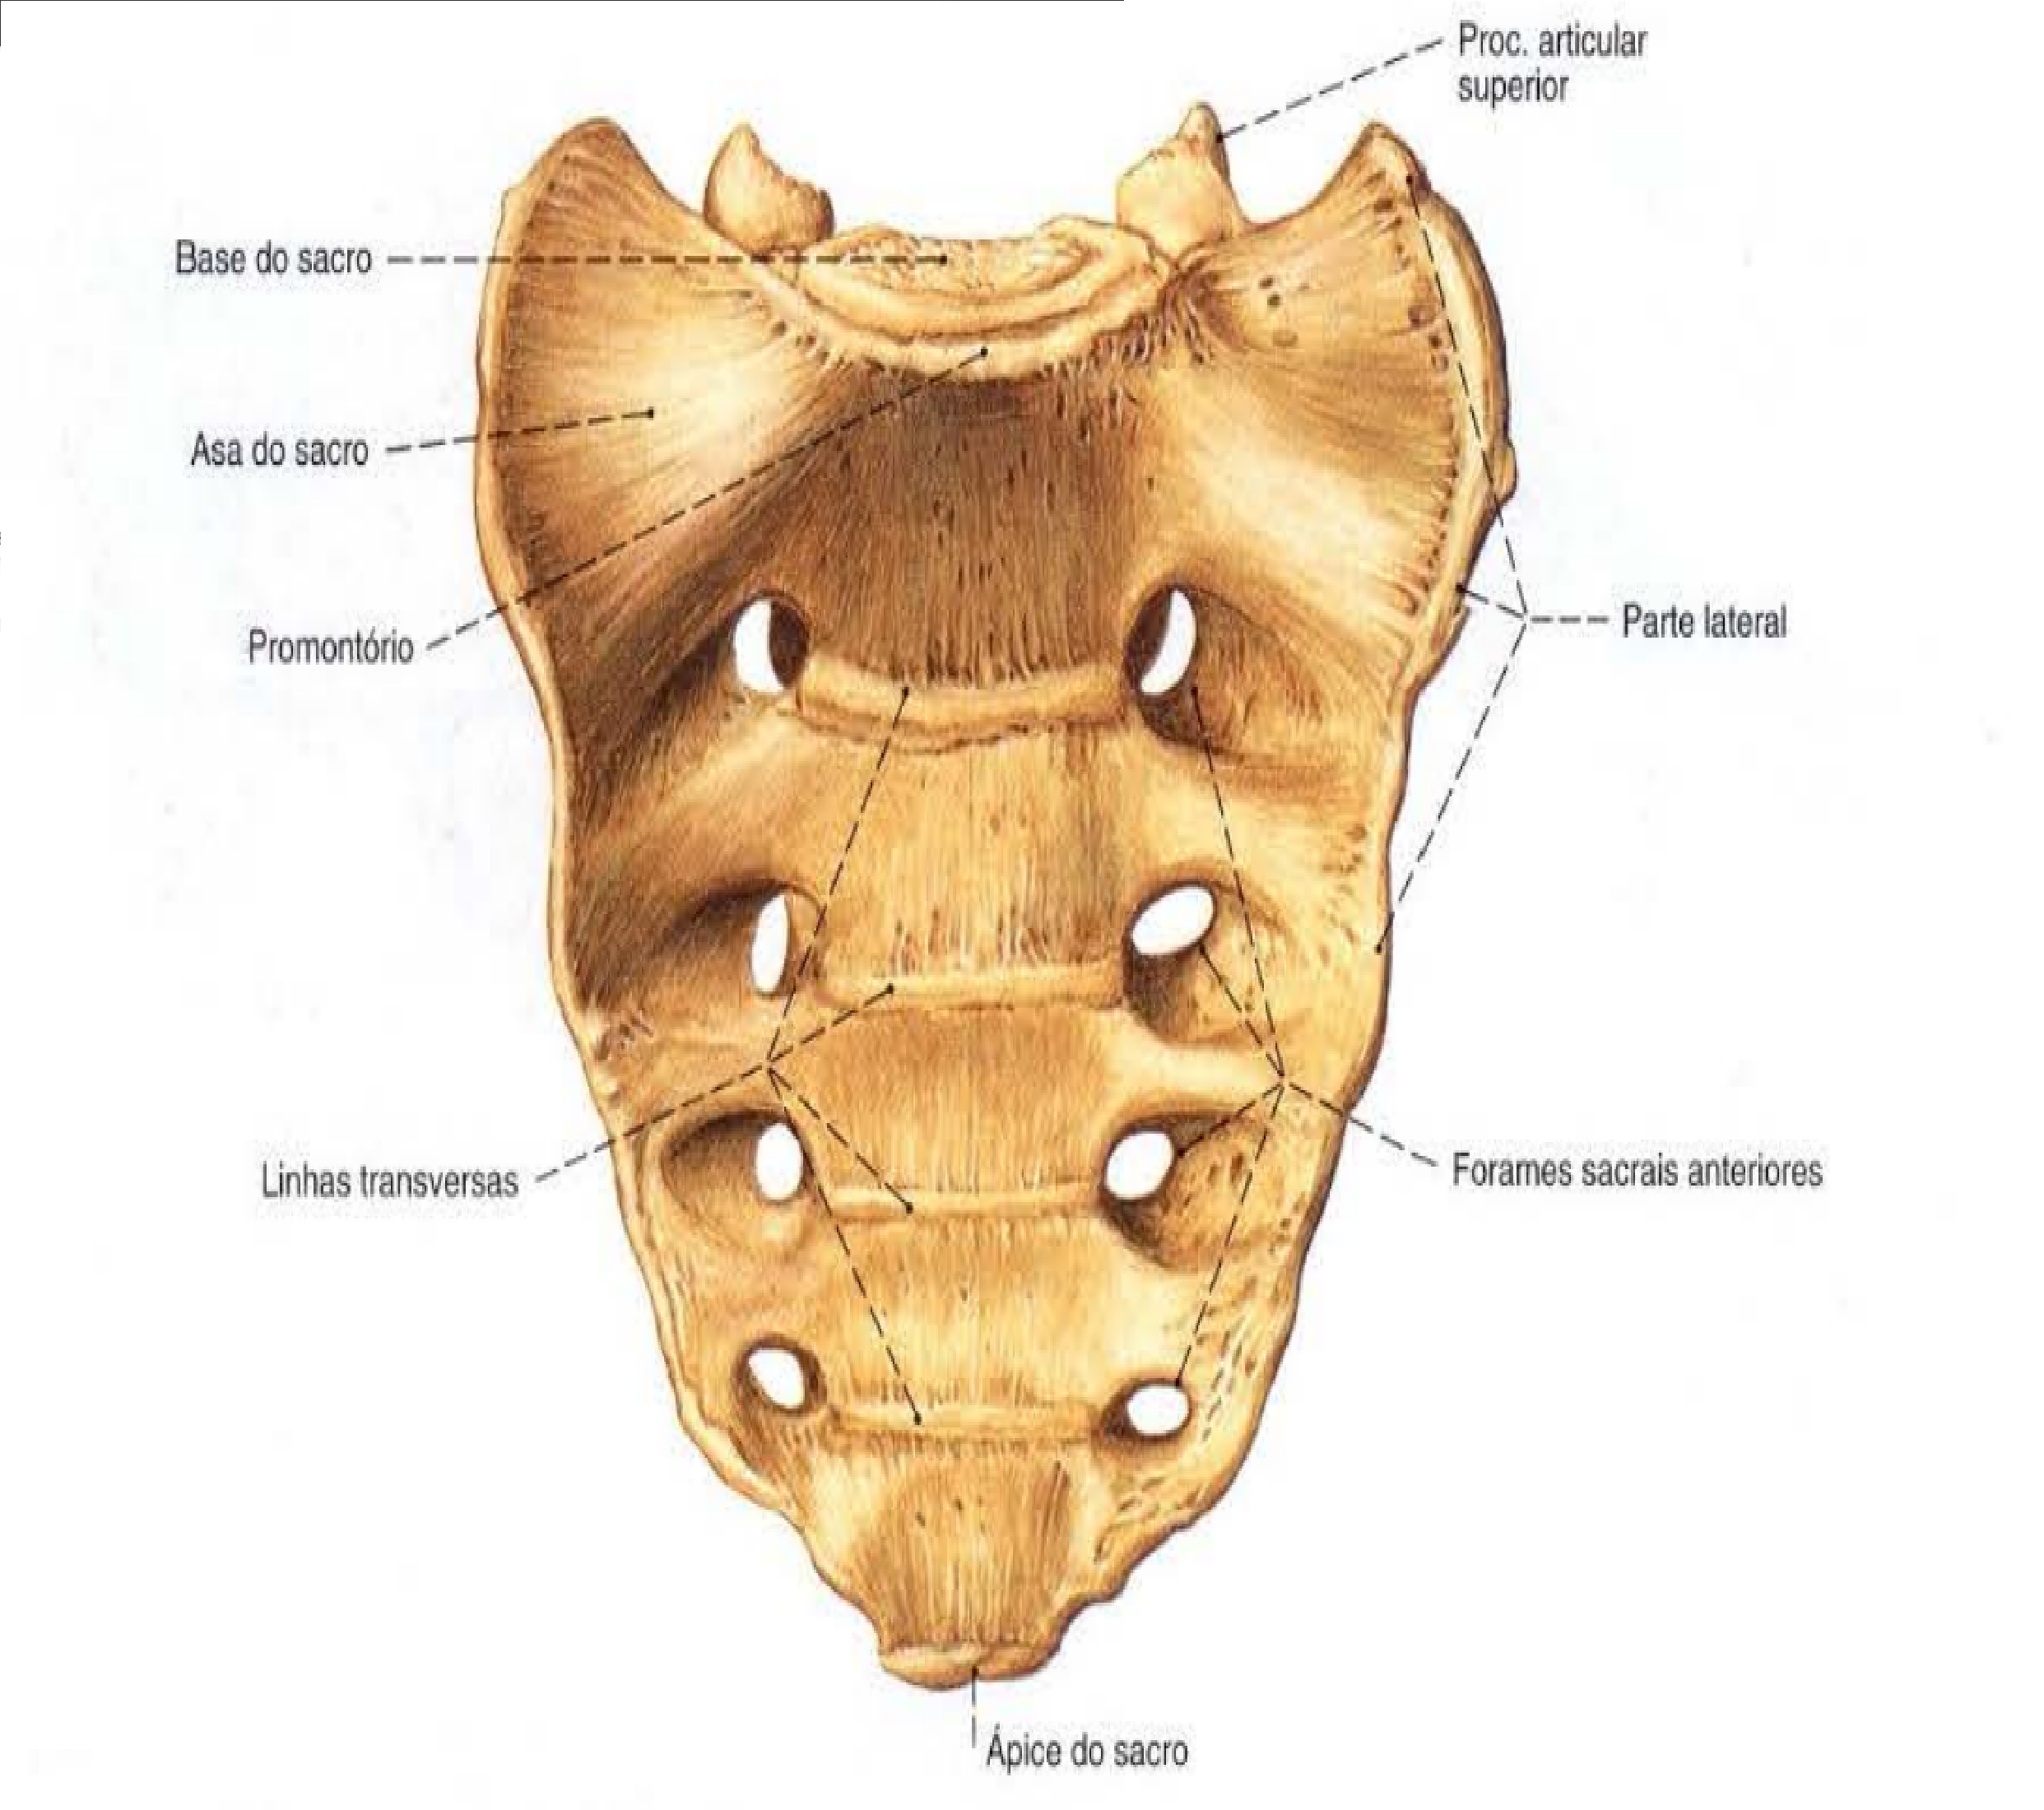 Proc. articular
superior
Base do sacro
Asa do sacro
Promontório
Parte lateral
Linhas transversas
Forames sacrais anteriores
Ápice do sacro